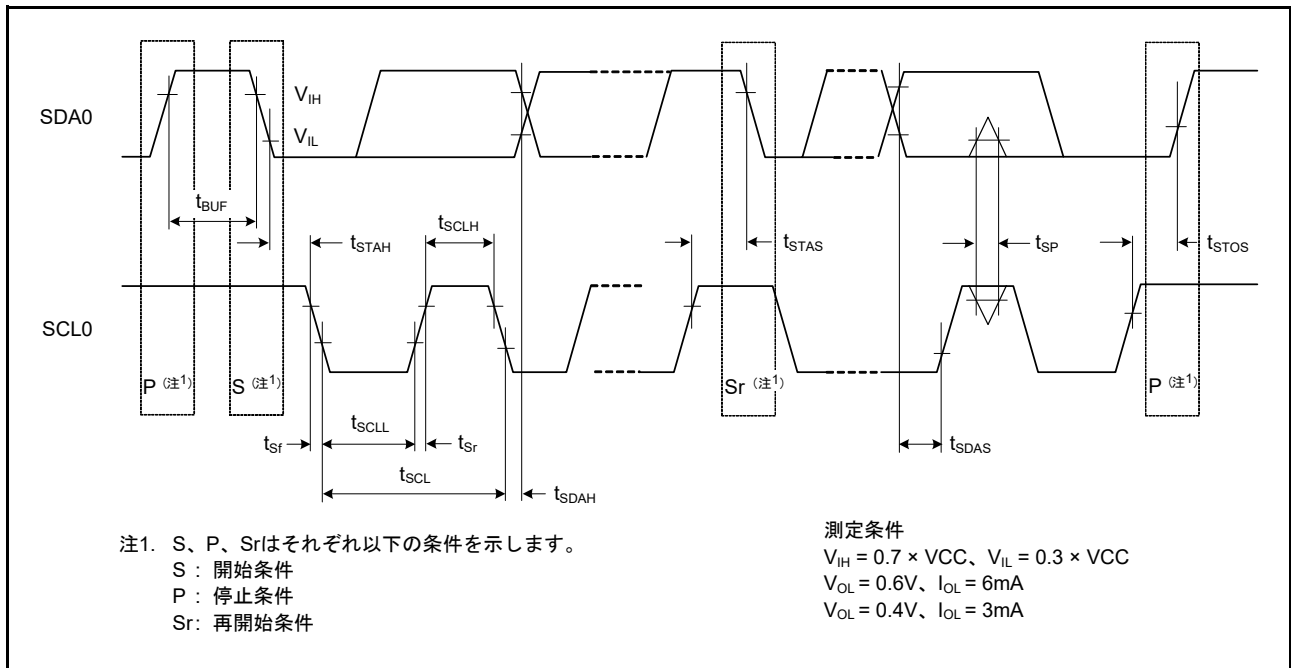 SDA0
V_IH
V_IL
t_BUF
t_STAH
t_SCLH
t_STAS
t_SP
t_STOS
SCL0
P（注1）
S（注1）
Sr（注1）
P（注1）
t_Sf
t_SCLL
t_Sr
t_SDAS
t_SCL
t_SDAH
注1. S、P、Srはそれぞれ以下の条件を示します。
S： 開始条件
P： 停止条件
Sr： 再開始条件
測定条件
V_IH = 0.7 × VCC、V_IL = 0.3 × VCC
V_OL = 0.6V、I_OL = 6mA
V_OL = 0.4V、I_OL = 3mA